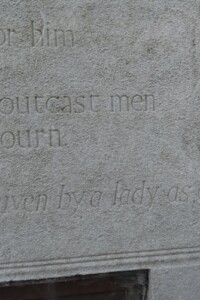 or him
outcast men
ourn.
iven by a lady as